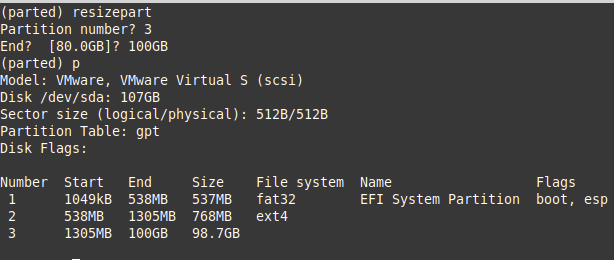 (parted) resizepart
Partition number? 3
End?  [80.0GB]? 100GB
(parted) p
Model: VMware, VMware Virtual S (scsi)
Disk /dev/sda: 107GB
Sector size (logical/physical): 512B/512B
Partition Table: gpt
Disk Flags:

Number  Start   End     Size    File system  Name                  Flags
 1      1049kB  538MB   537MB   fat32        EFI System Partition  boot, esp
 2      538MB   1305MB  768MB   ext4
 3      1305MB  100GB   98.7GB